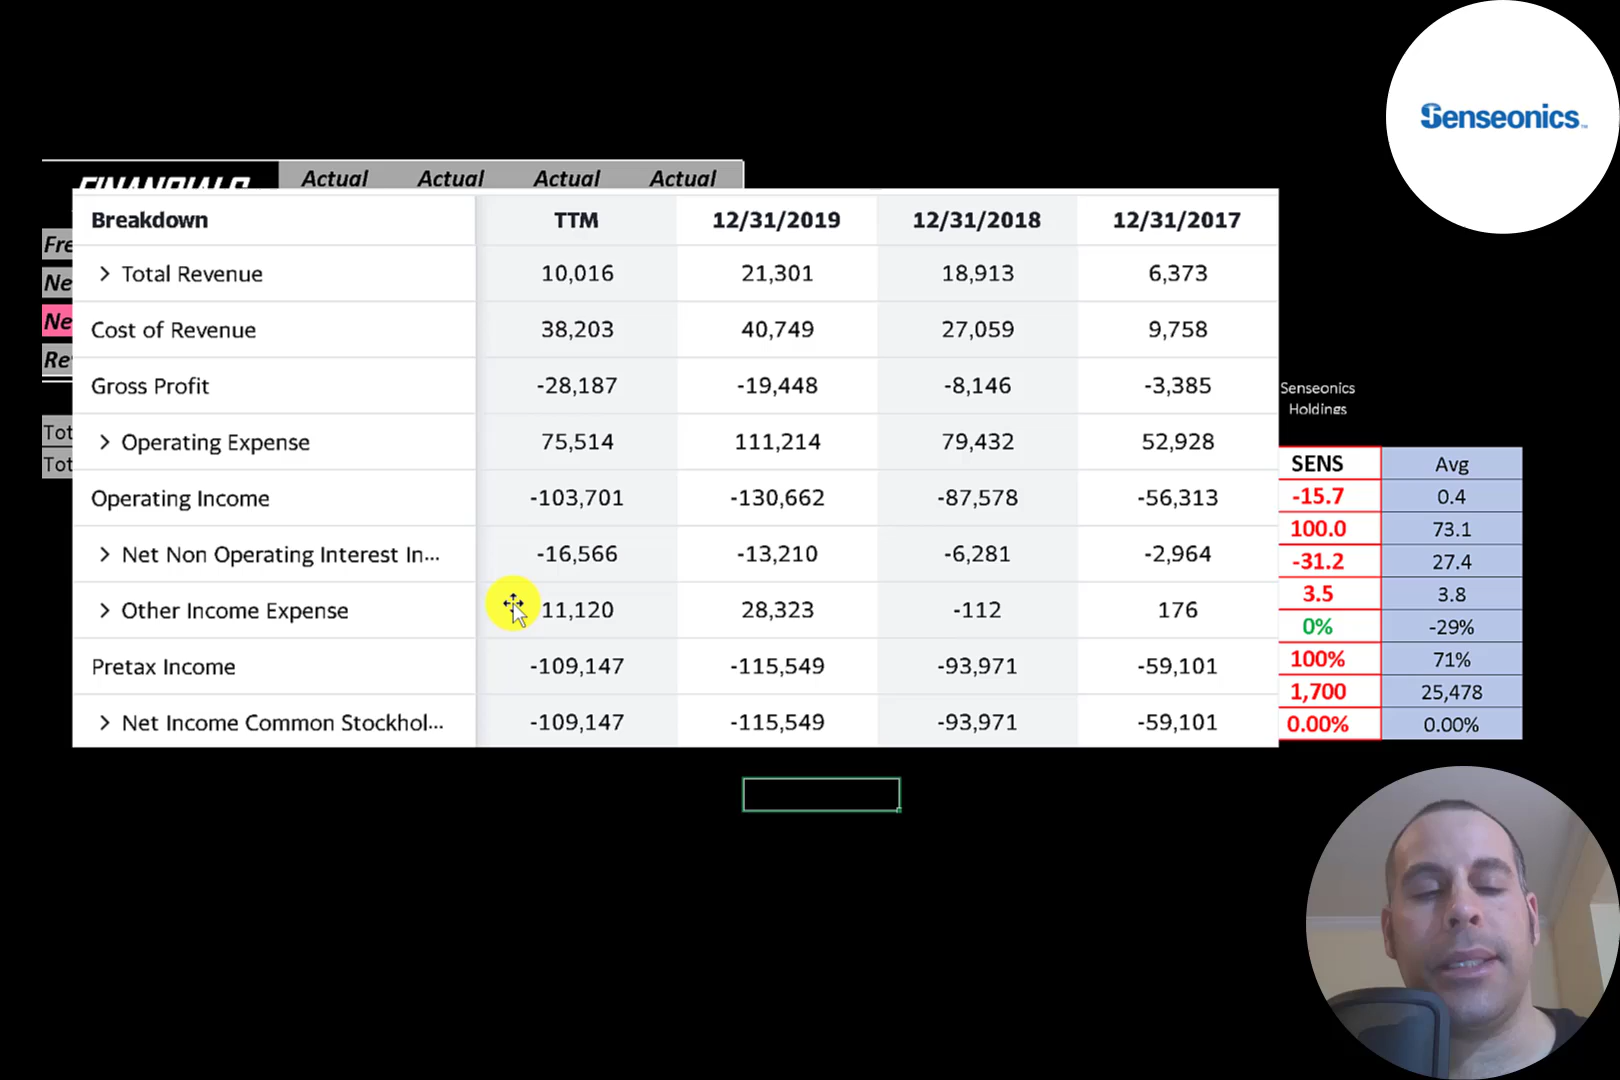 Senseonics
FINANCIALS Actual Actual Actual Actual
Breakdown TTM 12/31/2019 12/31/2018 12/31/2017
Fre
> Total Revenue 10,016 21,301 18,913 6,373
Ne
Ne
Cost of Revenue 38,203 40,749 27,059 9,758
Re
Gross Profit -28,187 -19,448 -8,146 -3,385
Senseonics
Holdings
Tot
> Operating Expense 75,514 111,214 79,432 52,928
Tot
SENS Avg
Operating Income -103,701 -130,662 -87,578 -56,313
-15.7 0.4
100.0 73.1
> Net Non Operating Interest In... -16,566 -13,210 -6,281 -2,964
-31.2 27.4
3.5 3.8
> Other Income Expense 11,120 28,323 -112 176
0% -29%
Pretax Income -109,147 -115,549 -93,971 -59,101
100% 71%
1,700 25,478
> Net Income Common Stockhol... -109,147 -115,549 -93,971 -59,101
0.00% 0.00%